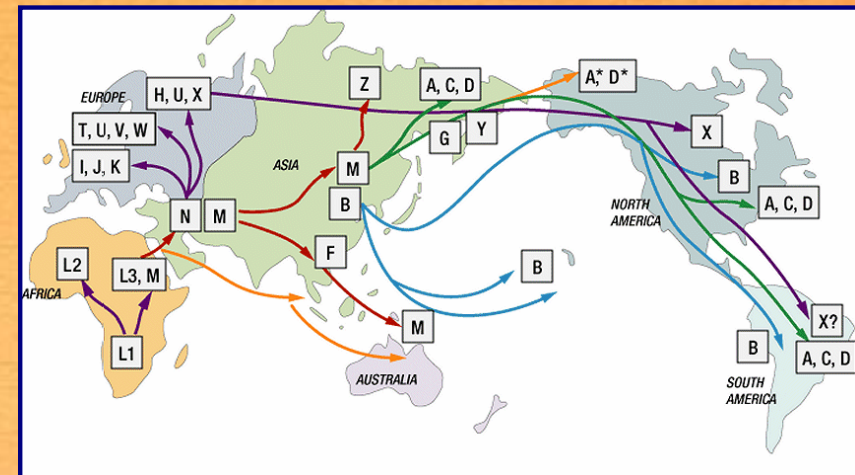 Z
A, C, D
A,* D*
EUROPE
H, U, X
T, U, V, W
G
Y
X
I, J, K
ASIA
M
B
B
N
M
NORTH
AMERICA
A, C, D
L2
L3, M
F
B
AFRICA
L1
M
X?
B
A, C, D
AUSTRALIA
SOUTH
AMERICA